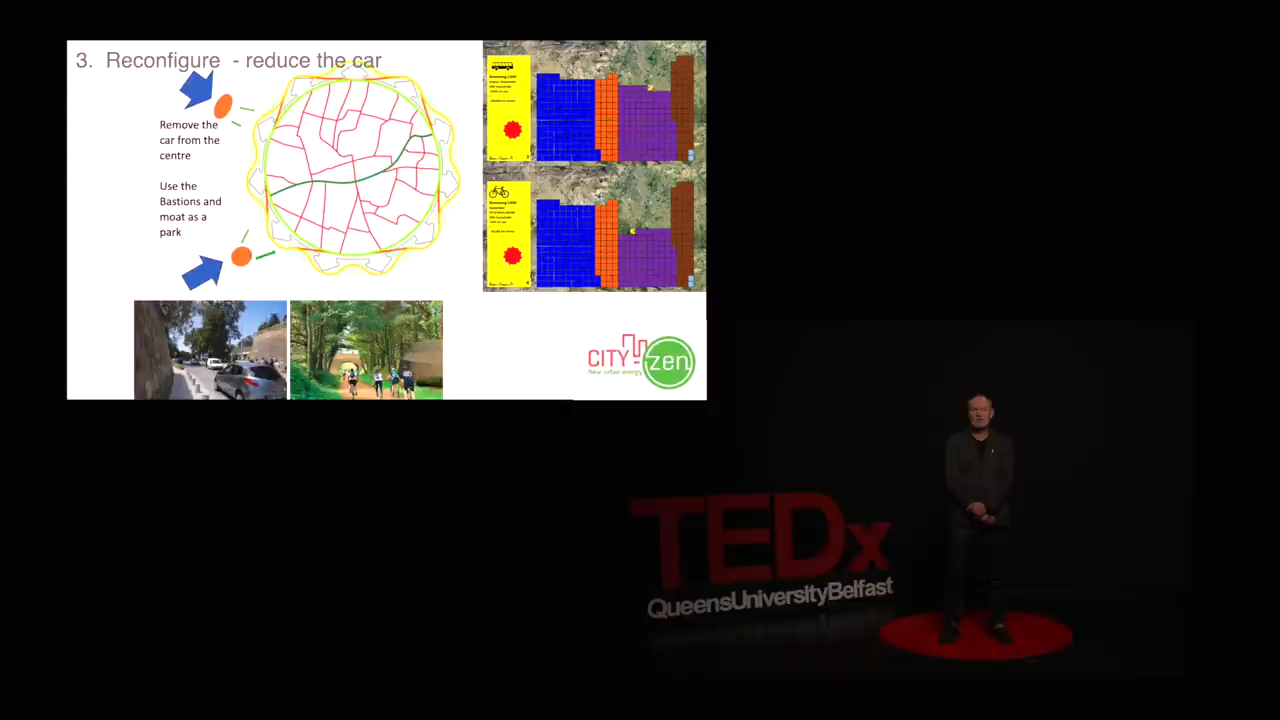 3. Reconfigure - reduce the car
Remove the
car from the
centre
Use the
Bastions and
moat as a
park
CITY-zen
New urban energy
TEDx
QueensUniversityBelfast